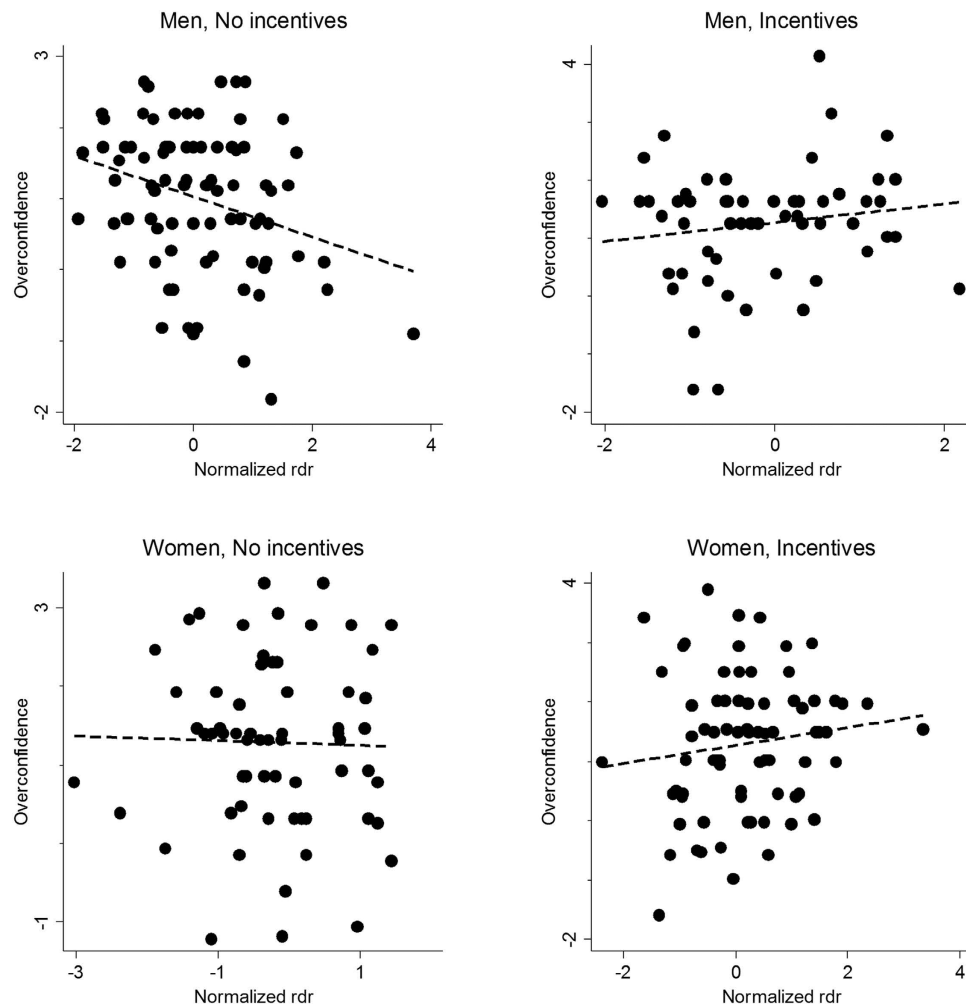 Men, No incentives
3
Overconfidence
-2
-2 0 2 4
Normalized rdr
Men, Incentives
4
Overconfidence
-2
-2 0 2
Normalized rdr
Women, No incentives
3
Overconfidence
-1
-3 -1 1
Normalized rdr
Women, Incentives
4
Overconfidence
-2
-2 0 2 4
Normalized rdr